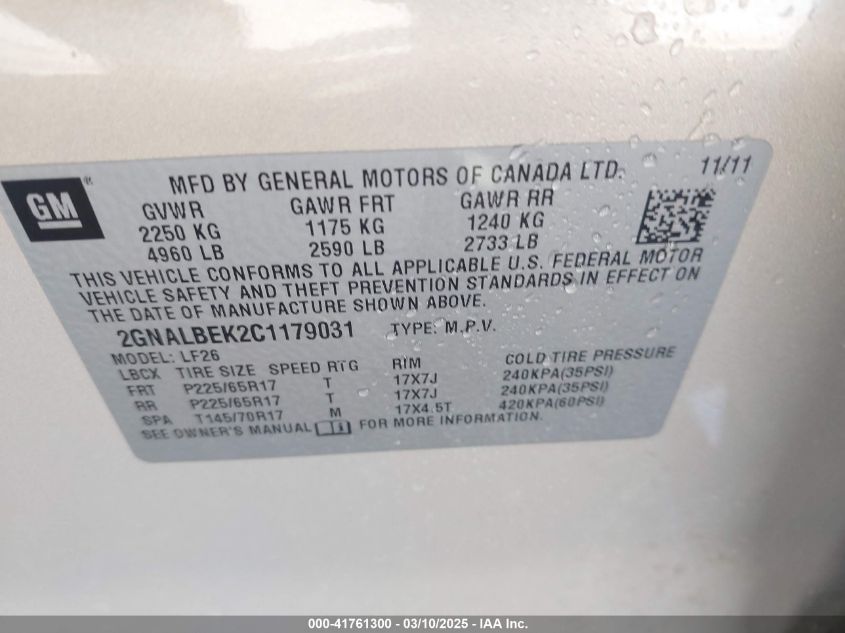 GM®
MFD BY GENERAL MOTORS OF CANADA LTD. 11/11
GVWR GAWR FRT GAWR RR
2250 KG 1175 KG 1240 KG
4960 LB 2590 LB 2733 LB
THIS VEHICLE CONFORMS TO ALL APPLICABLE U.S. FEDERAL MOTOR
VEHICLE SAFETY AND THEFT PREVENTION STANDARDS IN EFFECT ON
THE DATE OF MANUFACTURE SHOWN ABOVE.
2GNALBEK2C1179031 TYPE: M.P.V.
MODEL: LF26
LBCX TIRE SIZE SPEED RTG RIM COLD TIRE PRESSURE
FRT P225/65R17 T 17X7J 240KPA(35PSI)
RR P225/65R17 T 17X7J 240KPA(35PSI)
SPA T145/70R17 M 17X4.5T 420KPA(60PSI)
SEE OWNER'S MANUAL FOR MORE INFORMATION.
000-41761300 - 03/10/2025 - IAA Inc.